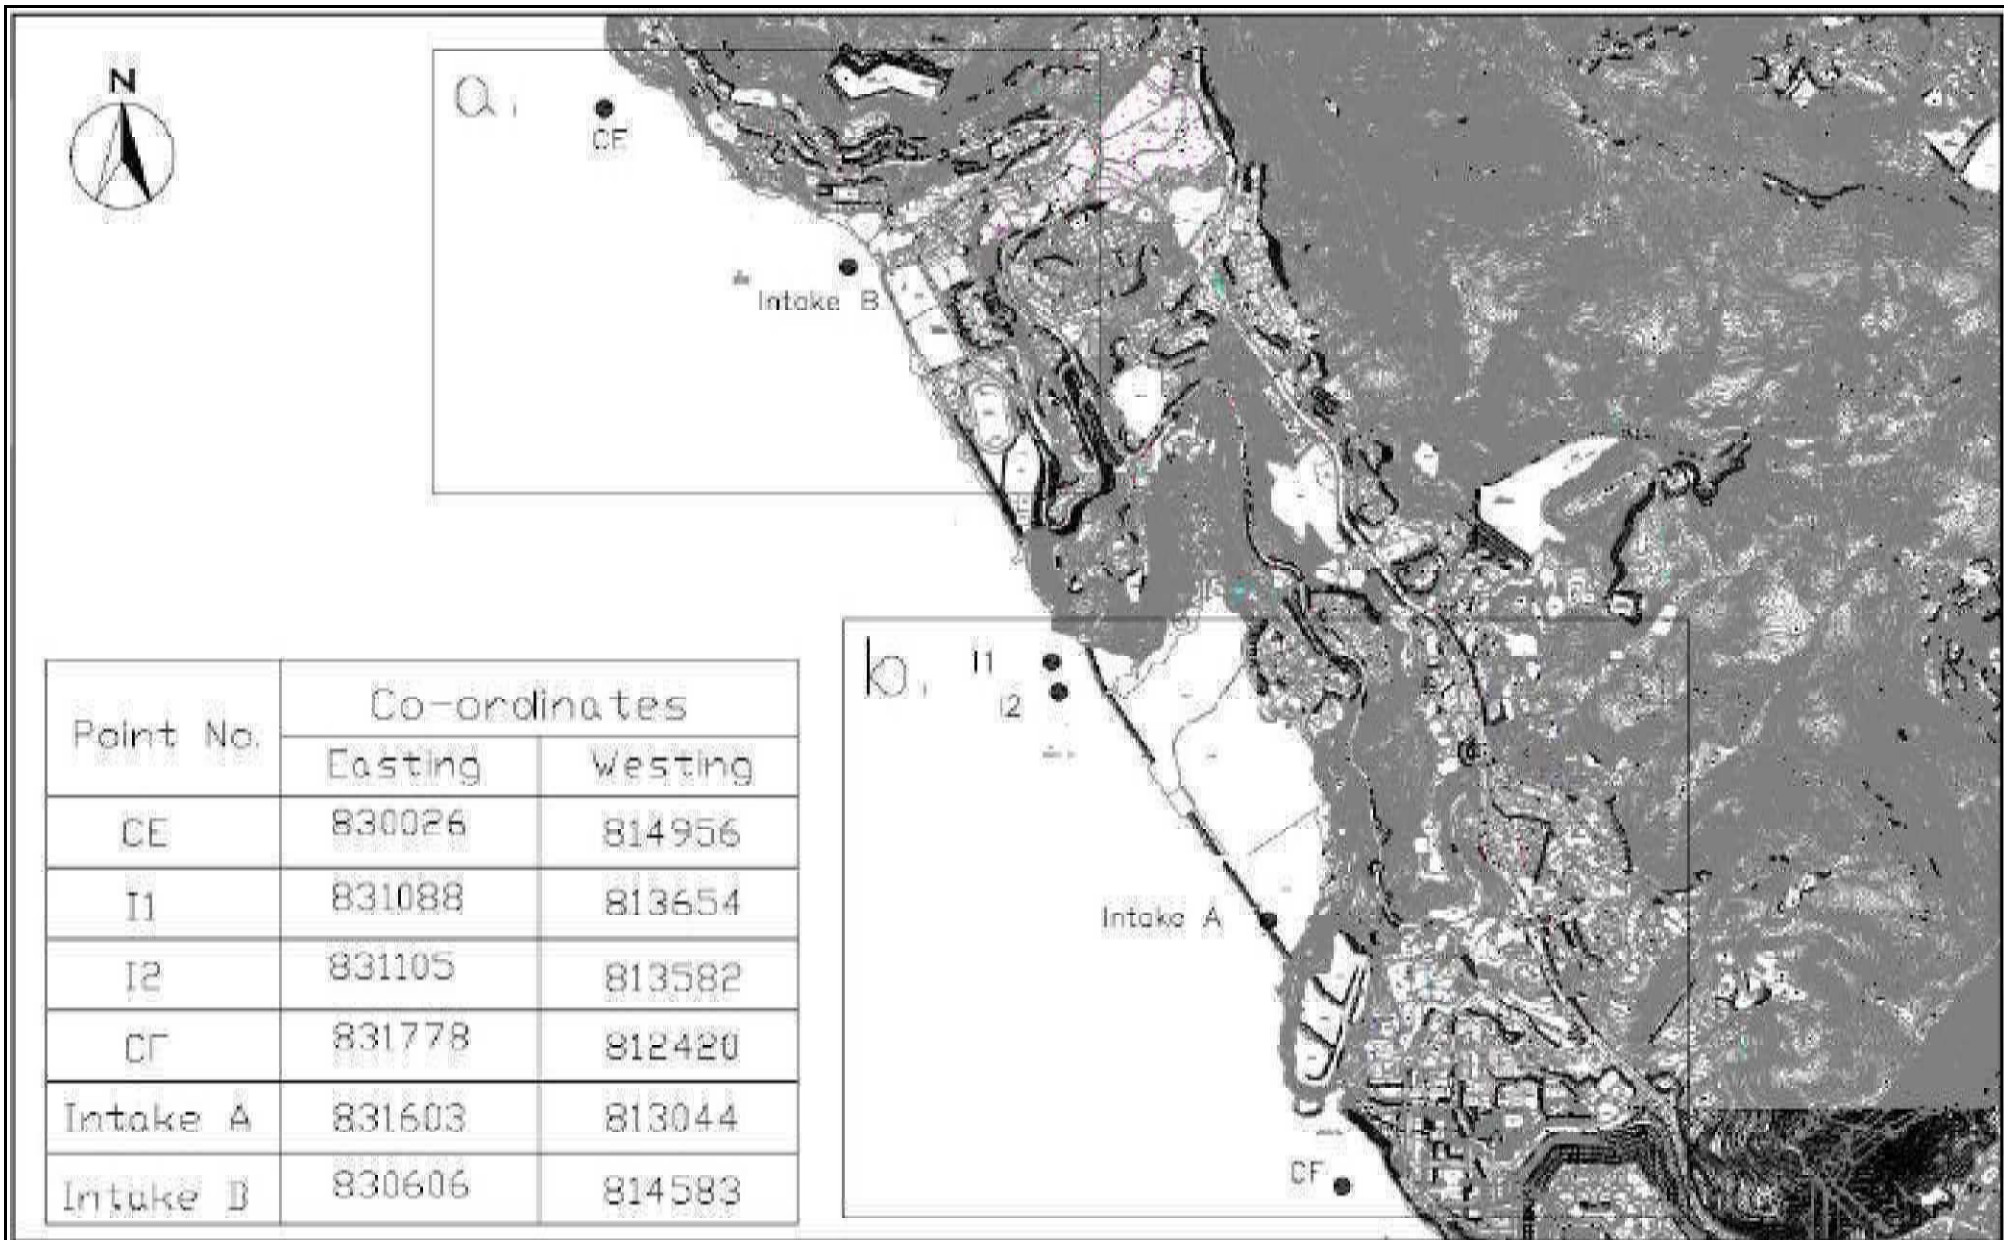 N
a.
CE
Intake B
b.
I1
I2
Intake A
CF
Point No. Co-ordinates
Easting Westing
CE 830026 814956
I1 831088 813654
I2 831105 813582
CF 831778 812420
Intake A 831603 813044
Intake B 830606 814583